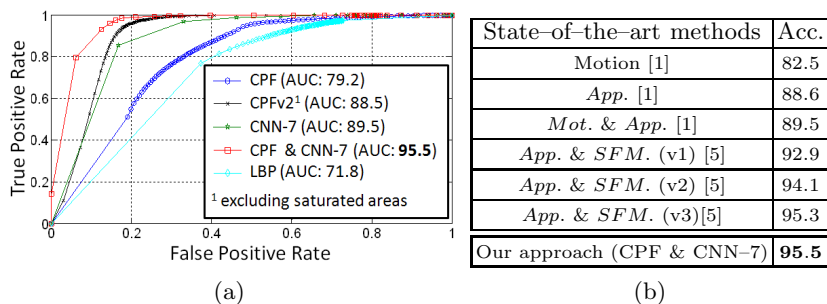 1
0.8
0.6
0.4
0.2
0
0 0.2 0.4 0.6 0.8 1
True Positive Rate
False Positive Rate
CPF (AUC: 79.2)
CPFv2¹ (AUC: 88.5)
CNN-7 (AUC: 89.5)
CPF & CNN-7 (AUC: 95.5)
LBP (AUC: 71.8)
¹ excluding saturated areas
(a)
State–of–the–art methods Acc.
Motion [1] 82.5
App. [1] 88.6
Mot. & App. [1] 89.5
App. & SFM. (v1) [5] 92.9
App. & SFM. (v2) [5] 94.1
App. & SFM. (v3)[5] 95.3
Our approach (CPF & CNN–7) 95.5
(b)